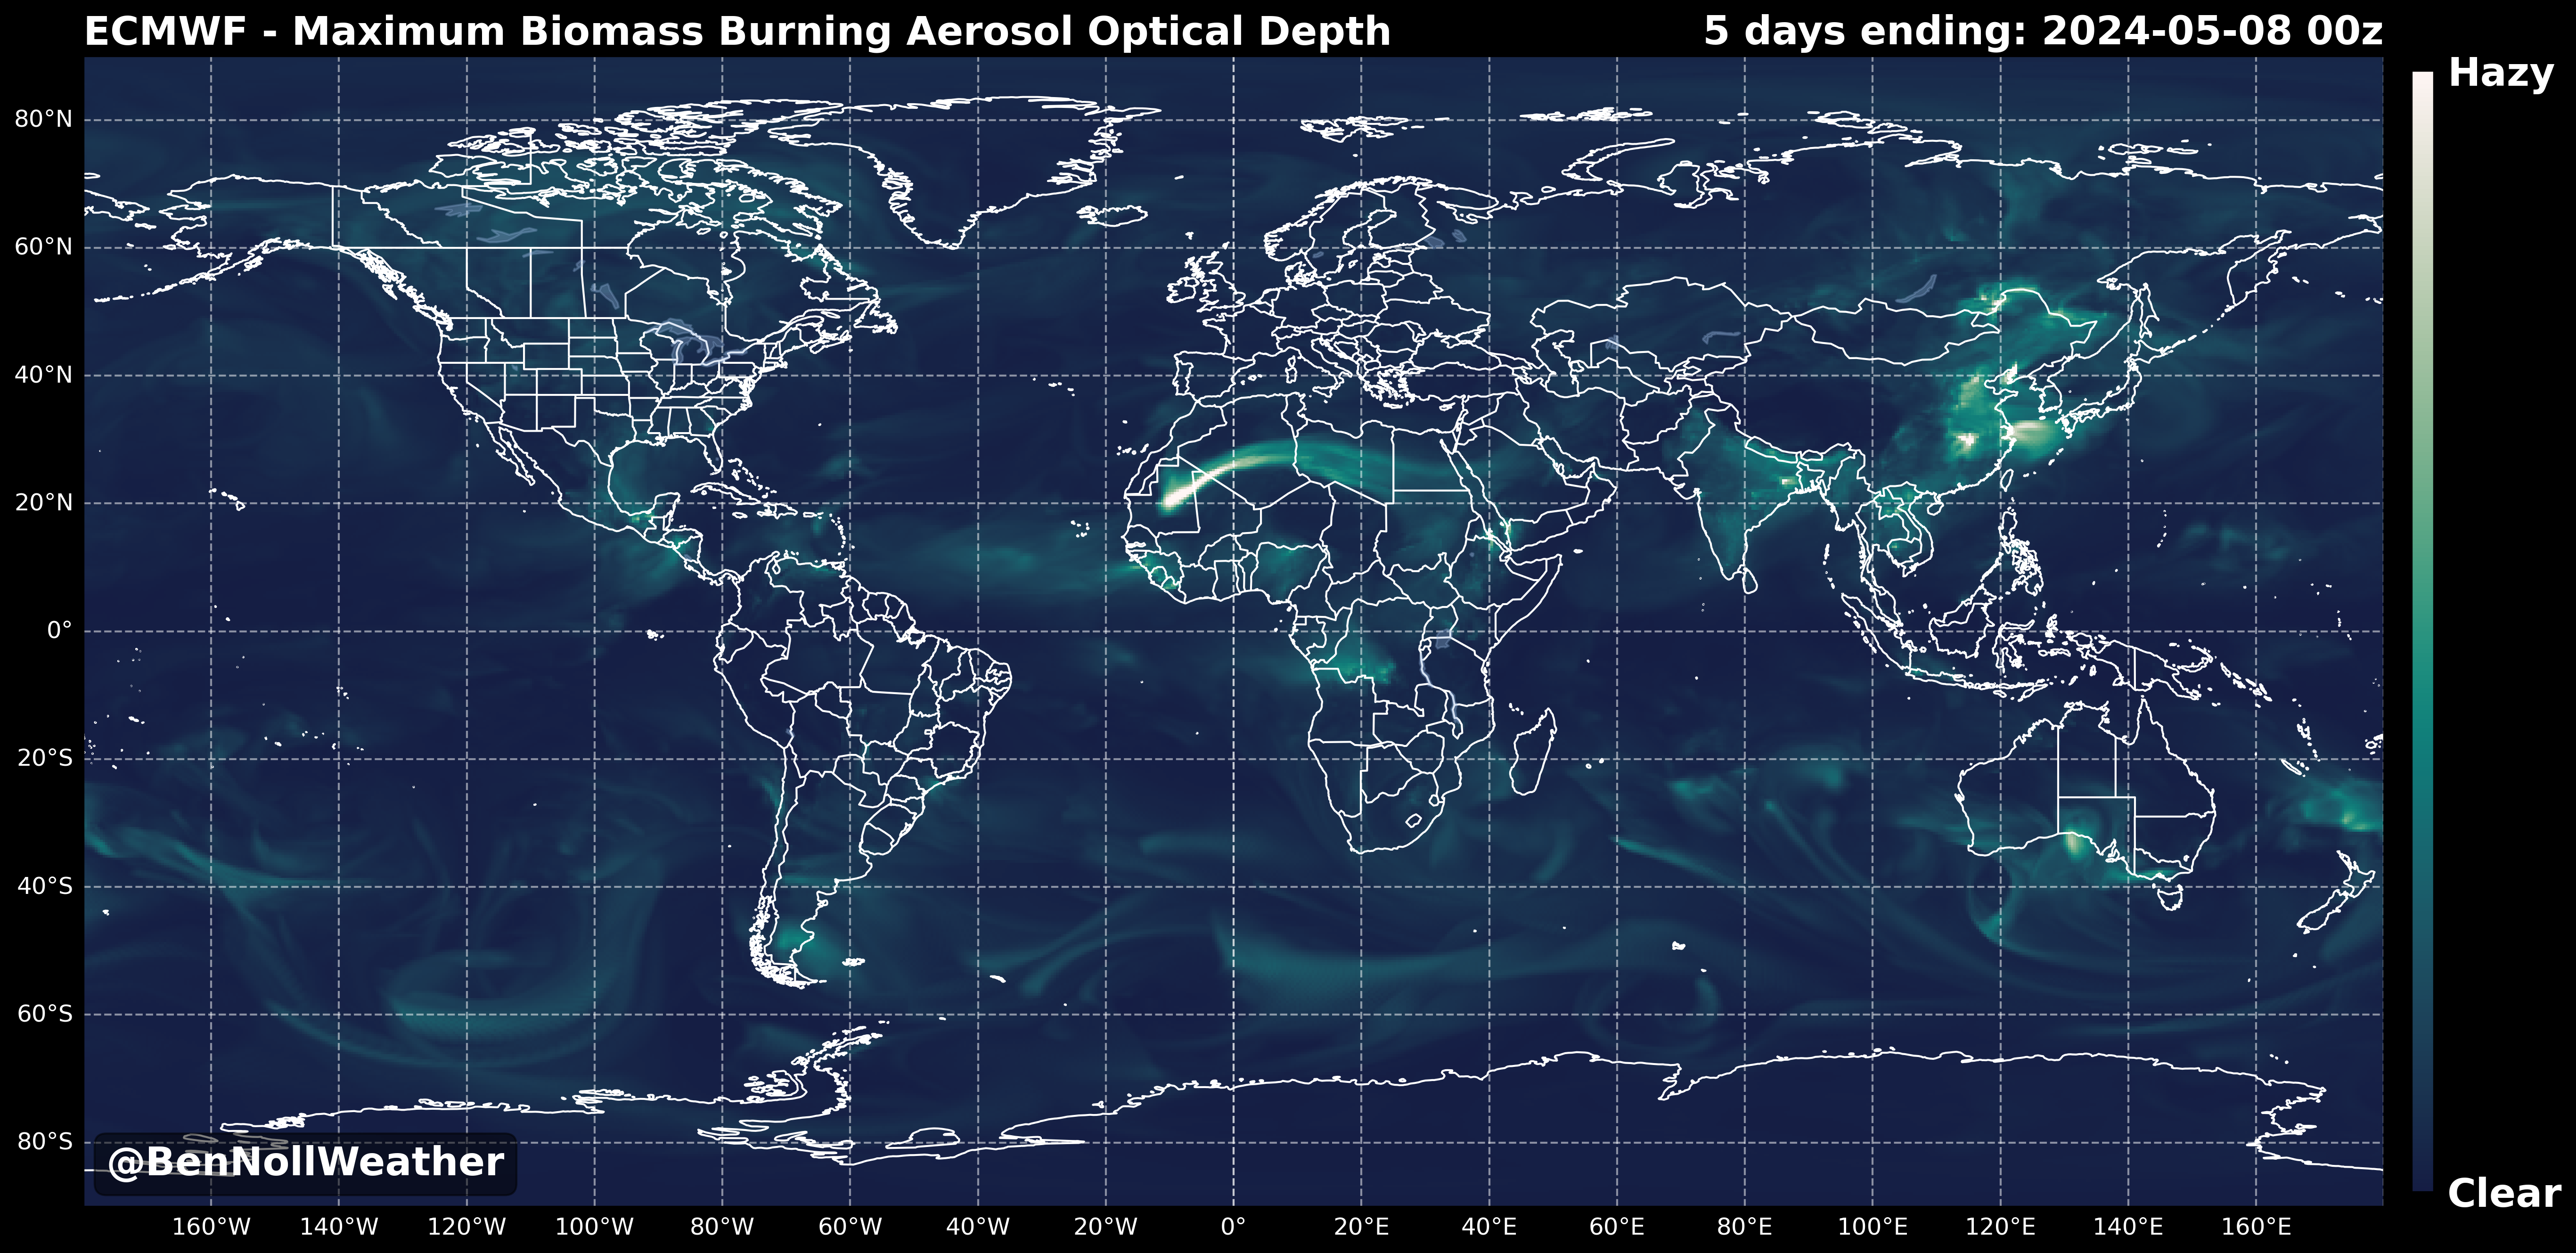 ECMWF - Maximum Biomass Burning Aerosol Optical Depth
5 days ending: 2024-05-08 00z
Hazy
80°N
60°N
40°N
20°N
0°
20°S
40°S
60°S
80°S
@BenNollWeather
Clear
160°W 140°W 120°W 100°W 80°W 60°W 40°W 20°W 0° 20°E 40°E 60°E 80°E 100°E 120°E 140°E 160°E